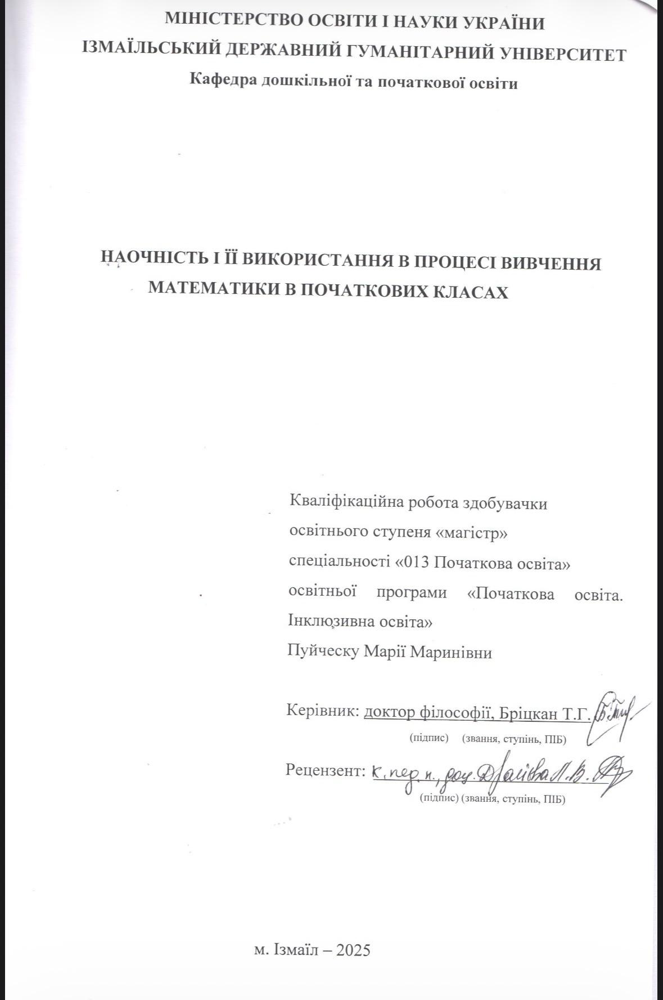 МІНІСТЕРСТВО ОСВІТИ І НАУКИ УКРАЇНИ
ІЗМАЇЛЬСЬКИЙ ДЕРЖАВНИЙ ГУМАНІТАРНИЙ УНІВЕРСИТЕТ
Кафедра дошкільної та початкової освіти
НАОЧНІСТЬ І ЇЇ ВИКОРИСТАННЯ В ПРОЦЕСІ ВИВЧЕННЯ
МАТЕМАТИКИ В ПОЧАТКОВИХ КЛАСАХ
Кваліфікаційна робота здобувачки
освітнього ступеня «магістр»
спеціальності «013 Початкова освіта»
освітньої програми «Початкова освіта.
Інклюзивна освіта»
Пуйческу Марії Маринівни
Керівник: доктор філософії, Бріцкан Т.Г.
(підпис) (звання, ступінь, ПІБ)
Рецензент: к. пед. н., доц. Л. В.
(підпис) (звання, ступінь, ПІБ)
м. Ізмаїл – 2025